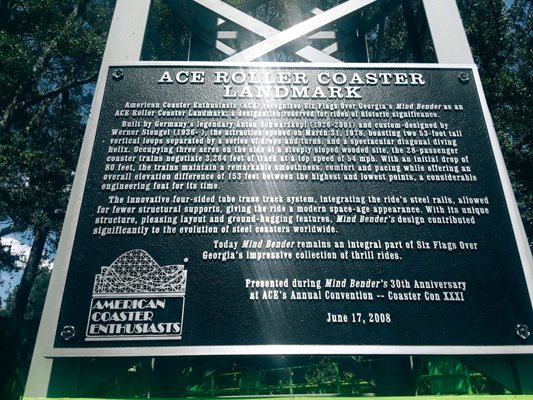 ACE ROLLER COASTER
LANDMARK
American Coaster Enthusiasts (ACE) recognizes Six Flags Over Georgia's Mind Bender as an
ACE Roller Coaster Landmark, a designation reserved for rides of historic significance.
Built by Germany's legendary Anton Schwarzkopf (1924-2001) and custom-designed by
Werner Stengel (1936- ), the attraction opened on March 31, 1978, boasting two 53-foot tall
vertical loops separated by a series of drops and turns, and a spectacular diagonal diving
helix. Occupying three acres on the side of a steeply sloped wooded site, the 28-passenger
coaster trains negotiate 3,264 feet of track at a top speed of 54 mph. With an initial drop of
80 feet, the trains maintain a remarkable smoothness, comfort and pacing while offering an
overall elevation difference of 153 feet between the highest and lowest points, a considerable
engineering feat for its time.
The innovative four-sided tube truss track system, integrating the ride's steel rails, allowed
for fewer structural supports, giving the ride a modern space-age appearance. With its unique
structure, pleasing layout and ground-hugging features, Mind Bender's design contributed
significantly to the evolution of steel coasters worldwide.
Today Mind Bender remains an integral part of Six Flags Over
Georgia's impressive collection of thrill rides.
Presented during Mind Bender's 30th Anniversary
at ACE's Annual Convention -- Coaster Con XXXI
June 17, 2008
AMERICAN
COASTER
ENTHUSIASTS